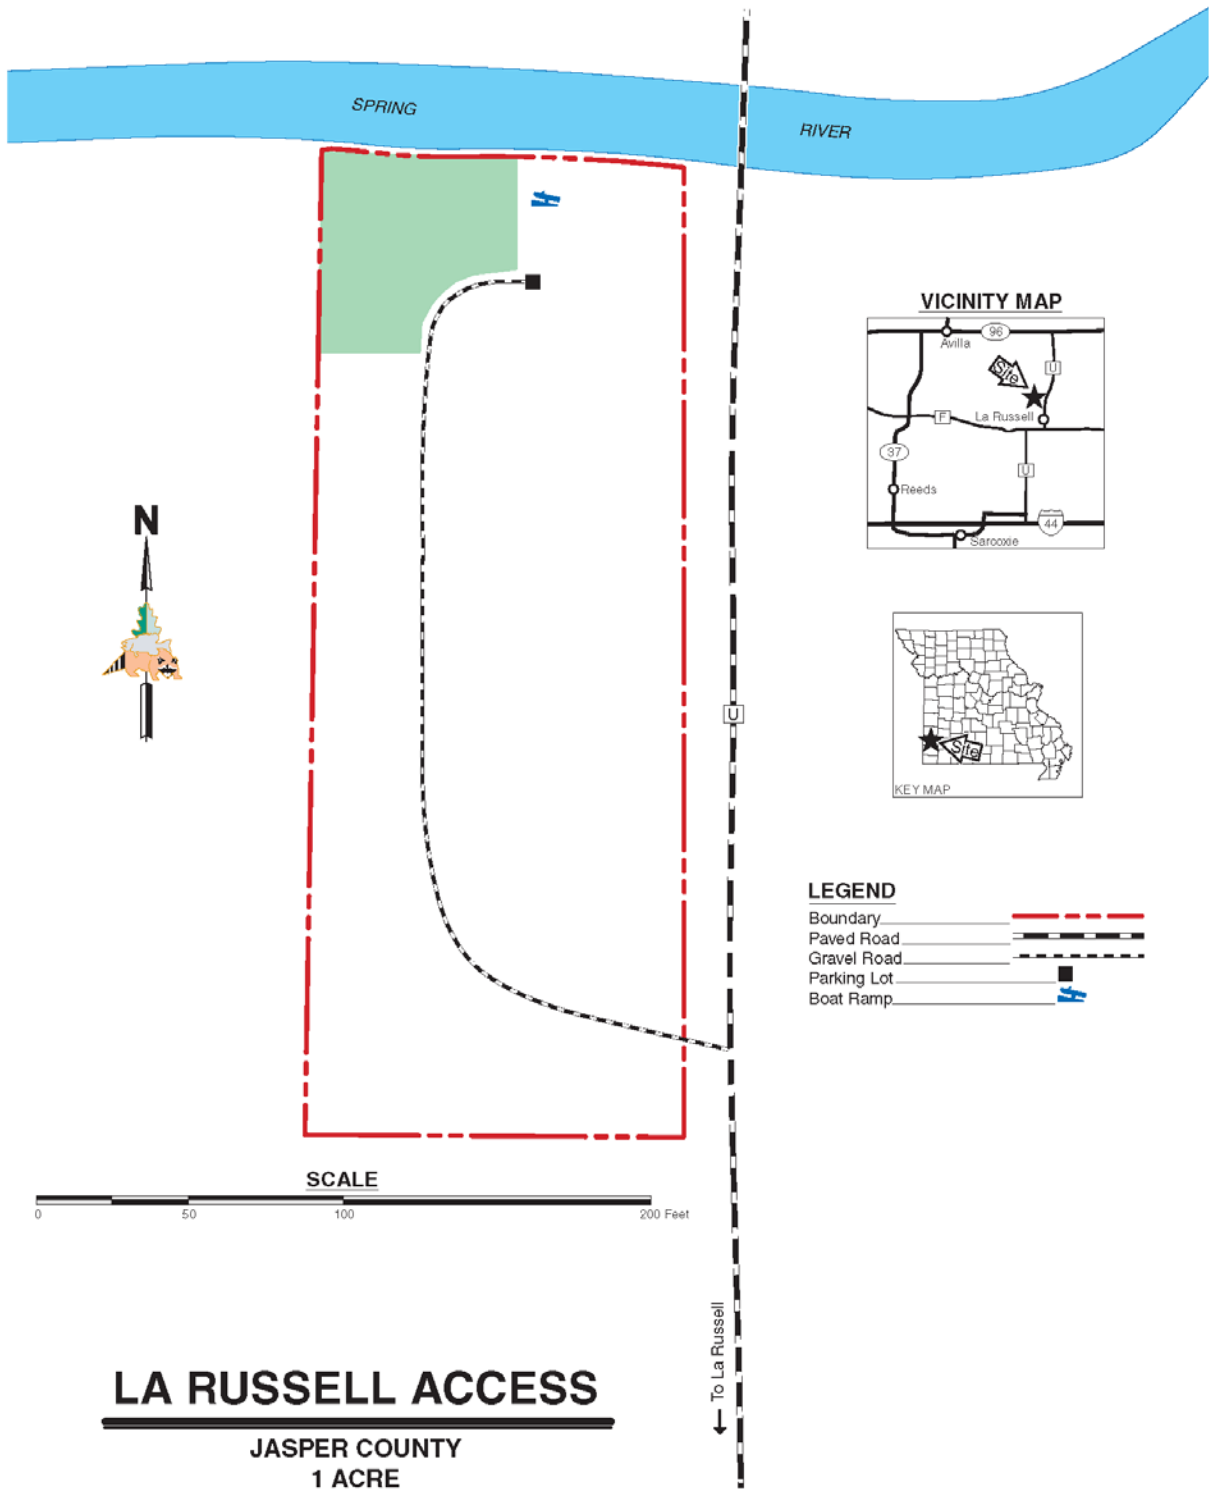 SPRING
RIVER
VICINITY MAP
96
Avilla
Site
U
La Russell
F
37
U
Reeds
44
Sarcoxie
N
U
Site
KEY MAP
LEGEND
Boundary
Paved Road
Gravel Road
Parking Lot
Boat Ramp
SCALE
0 50 100 200 Feet
To La Russell
LA RUSSELL ACCESS
JASPER COUNTY
1 ACRE